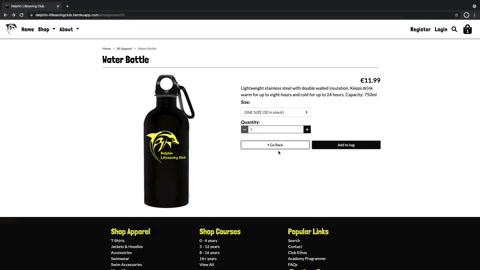 Dolphin Lifesaving Club
dolphin-lifesavingclub.herokuapp.com
Home Shop About
Register Login
Home > All Apparel > Water Bottle
Water Bottle
€11.99
Lightweight stainless steel with double walled insulation. Keeps drink
warm for up to eight hours and cold for up to 24 hours. Capacity: 750ml
Size:
ONE SIZE (30 in stock)
Quantity:
1
Go Back
Add to bag
Dolphin
Lifesaving Club
Shop Apparel
Shop Courses
Popular Links
T-Shirts
0 - 4 years
Search
Jackets & Hoodies
5 - 12 years
Contact
Accessories
8 - 16 years
Club Ethos
Swimwear
16+ years
Academy Programme
Swim Accessories
View All
FAQs